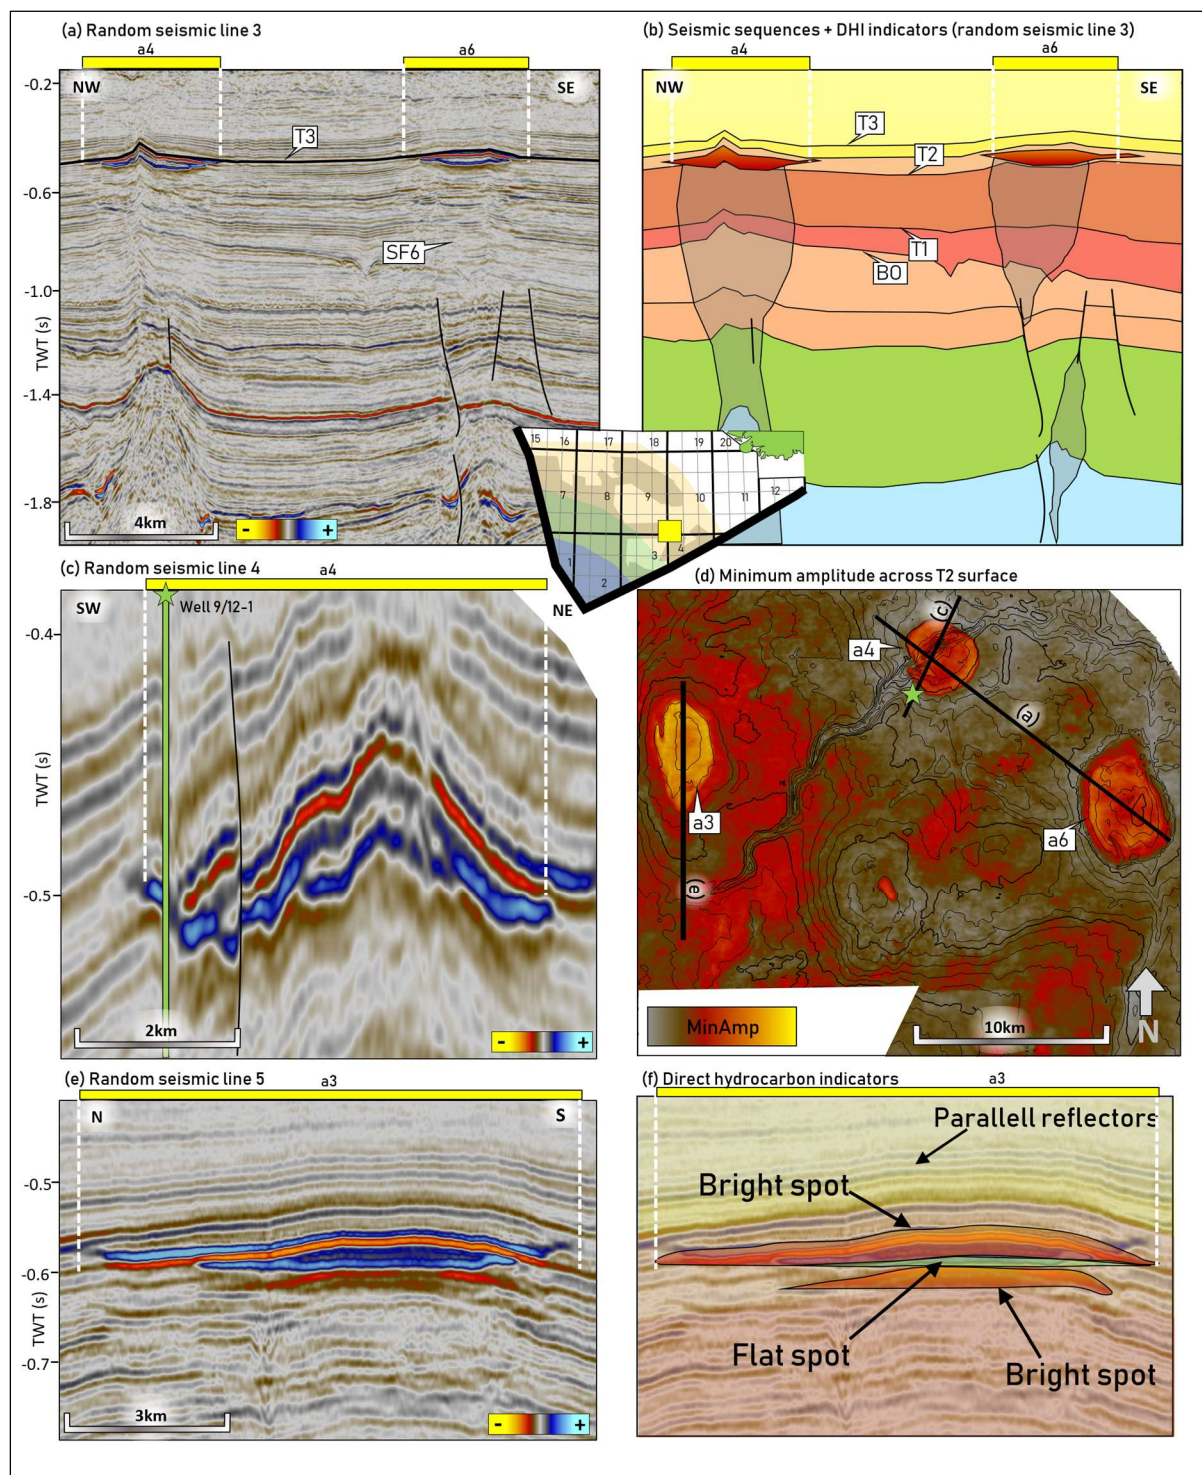 (a) Random seismic line 3
a4
a6
-0.2
NW
SE
T3
-0.6
SF6
-1.0
TWT (s)
-1.4
-1.8
4km
- +
(b) Seismic sequences + DHI indicators (random seismic line 3)
a4
a6
NW
SE
T3
T2
T1
BO
15 16 17 18 19 20
7 8 9 10 11 12
1 2 3 4
(c) Random seismic line 4
a4
SW
Well 9/12-1
NE
-0.4
TWT (s)
-0.5
2km
- +
(d) Minimum amplitude across T2 surface
(c)
a4
(a)
a3
a6
(e)
MinAmp
10km
N
(e) Random seismic line 5
a3
N
S
-0.5
-0.6
TWT (s)
-0.7
3km
- +
(f) Direct hydrocarbon indicators
a3
Parallell reflectors
Bright spot
Flat spot
Bright spot